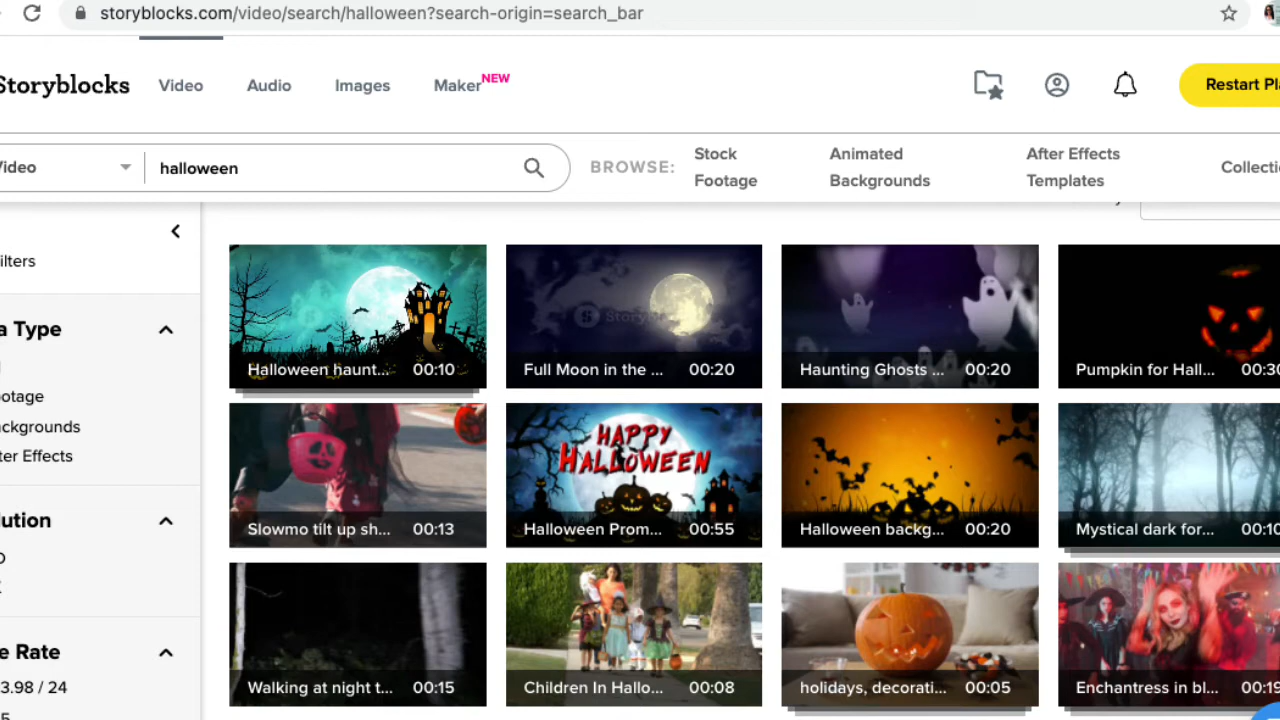 storyblocks.com/video/search/halloween?search-origin=search_bar
Storyblocks
Video
Audio
Images
Maker NEW
Restart Pl
Video
halloween
BROWSE:
Stock
Footage
Animated
Backgrounds
After Effects
Templates
Collecti
ilters
a Type
otage
ackgrounds
ter Effects
lution
e Rate
3.98 / 24
Halloween haunt... 00:10
Full Moon in the ... 00:20
Haunting Ghosts ... 00:20
Pumpkin for Hall... 00:30
Slowmo tilt up sh... 00:13
HAPPY
HALLOWEEN
Halloween Prom... 00:55
Halloween backg... 00:20
Mystical dark for... 00:10
Walking at night t... 00:15
Children In Hallo... 00:08
holidays, decorati... 00:05
Enchantress in bl... 00:19